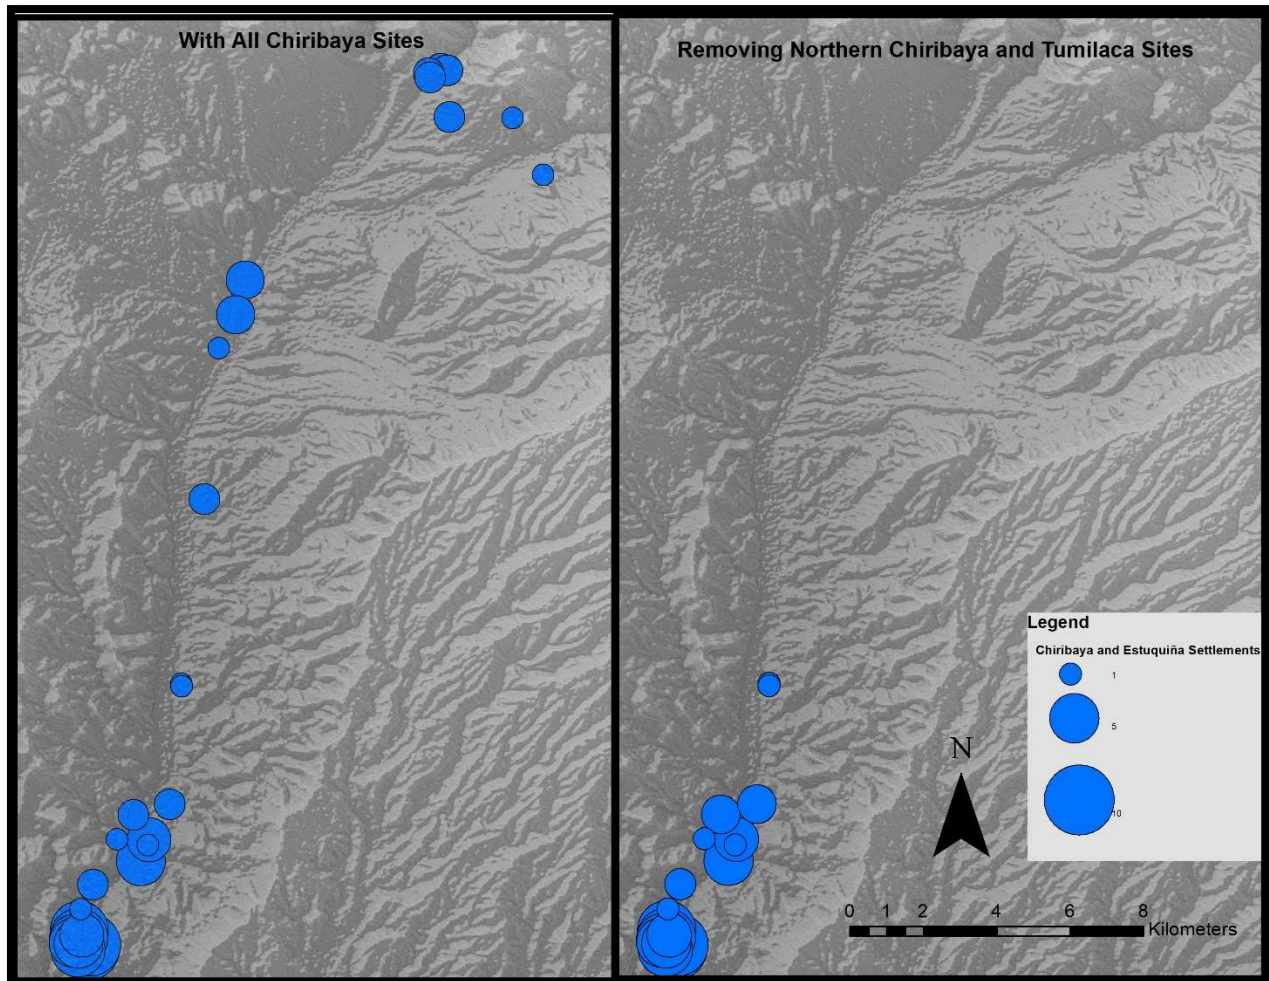 With All Chiribaya Sites
Removing Northern Chiribaya and Tumilaca Sites
Legend
Chiribaya and Estuquiña Settlements
1
5
10
N
0 1 2 4 6 8
Kilometers